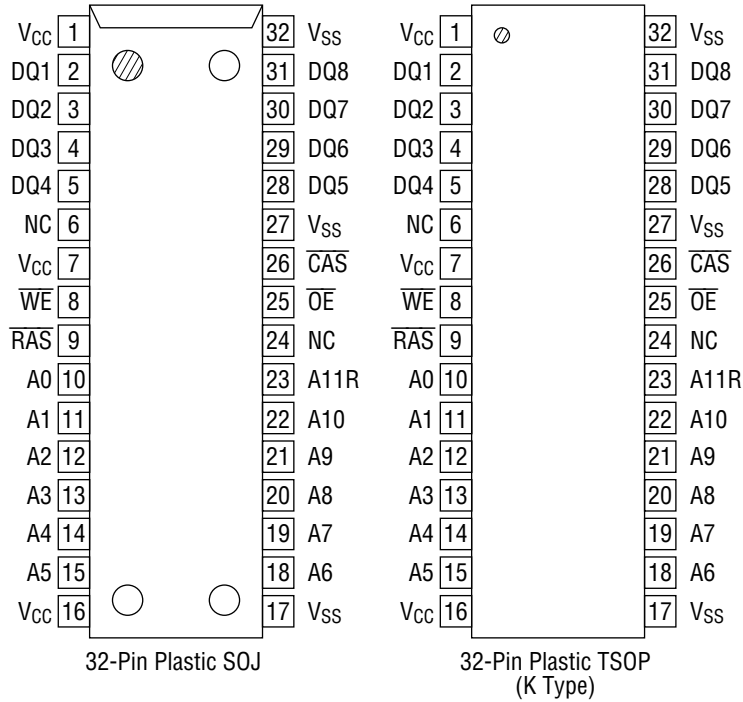 VCC 1 32 VSS VCC 1 32 VSS
DQ1 2 31 DQ8 DQ1 2 31 DQ8
DQ2 3 30 DQ7 DQ2 3 30 DQ7
DQ3 4 29 DQ6 DQ3 4 29 DQ6
DQ4 5 28 DQ5 DQ4 5 28 DQ5
NC 6 27 VSS NC 6 27 VSS
VCC 7 26 CAS VCC 7 26 CAS
WE 8 25 OE WE 8 25 OE
RAS 9 24 NC RAS 9 24 NC
A0 10 23 A11R A0 10 23 A11R
A1 11 22 A10 A1 11 22 A10
A2 12 21 A9 A2 12 21 A9
A3 13 20 A8 A3 13 20 A8
A4 14 19 A7 A4 14 19 A7
A5 15 18 A6 A5 15 18 A6
VCC 16 17 VSS VCC 16 17 VSS
32-Pin Plastic SOJ 32-Pin Plastic TSOP
(K Type)